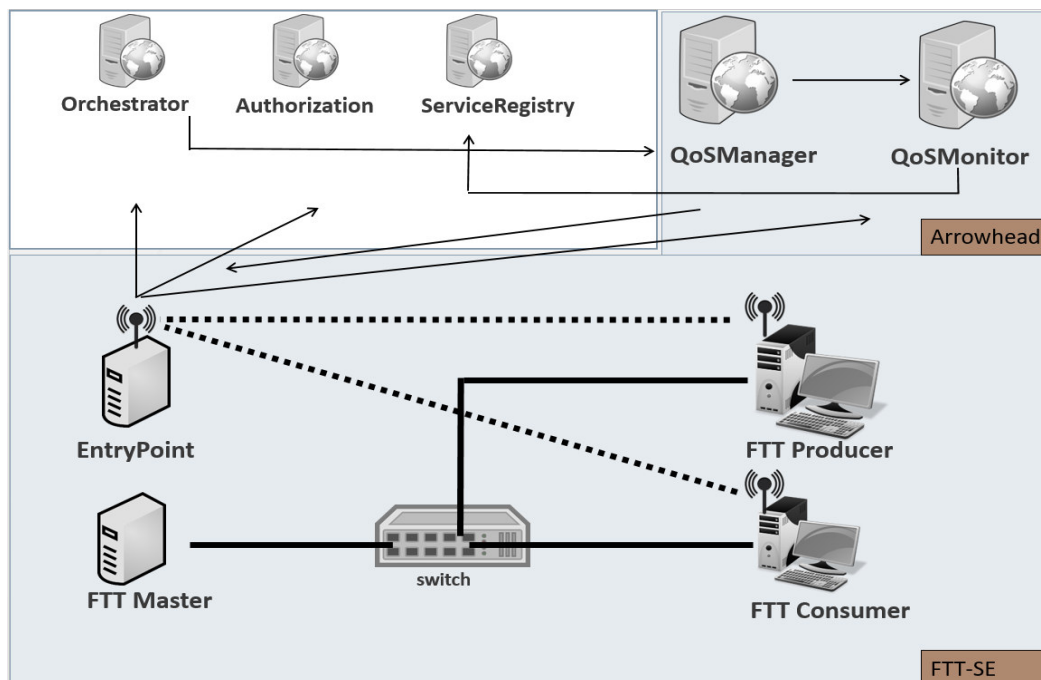 Orchestrator
Authorization
ServiceRegistry
QoSManager
QoSMonitor
Arrowhead
EntryPoint
FTT Producer
switch
FTT Master
FTT Consumer
FTT-SE